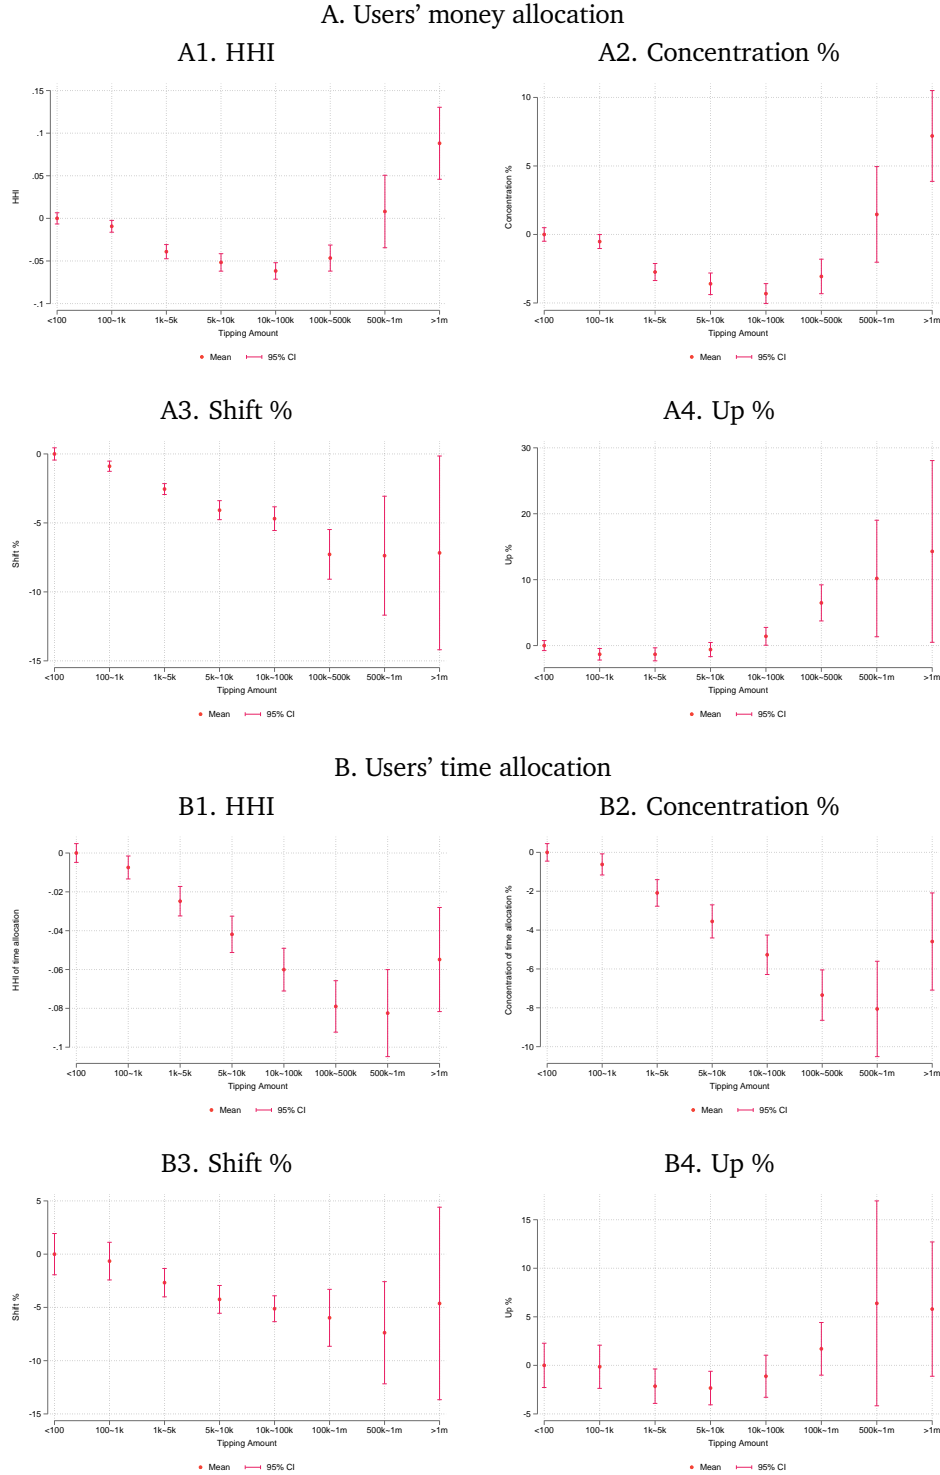 A. Users’ money allocation
A1. HHI
.15
.1
.05
0
-.05
-.1
HHI
<100 100~1k 1k~5k 5k~10k 10k~100k 100k~500k 500k~1m >1m
Tipping Amount
Mean 95% CI
A2. Concentration %
10
5
0
-5
Concentration %
<100 100~1k 1k~5k 5k~10k 10k~100k 100k~500k 500k~1m >1m
Tipping Amount
Mean 95% CI
A3. Shift %
0
-5
-10
-15
Shift %
<100 100~1k 1k~5k 5k~10k 10k~100k 100k~500k 500k~1m >1m
Tipping Amount
Mean 95% CI
A4. Up %
30
20
10
0
Up %
<100 100~1k 1k~5k 5k~10k 10k~100k 100k~500k 500k~1m >1m
Tipping Amount
Mean 95% CI
B. Users’ time allocation
B1. HHI
0
-.02
-.04
-.06
-.08
-.1
HHI of time allocation
<100 100~1k 1k~5k 5k~10k 10k~100k 100k~500k 500k~1m >1m
Tipping Amount
Mean 95% CI
B2. Concentration %
0
-2
-4
-6
-8
-10
Concentration of time allocation %
<100 100~1k 1k~5k 5k~10k 10k~100k 100k~500k 500k~1m >1m
Tipping Amount
Mean 95% CI
B3. Shift %
5
0
-5
-10
-15
Shift %
<100 100~1k 1k~5k 5k~10k 10k~100k 100k~1m 500k~1m >1m
Tipping Amount
Mean 95% CI
B4. Up %
15
10
5
0
-5
Up %
<100 100~1k 1k~5k 5k~10k 10k~100k 100k~500k 500k~1m >1m
Tipping Amount
Mean 95% CI